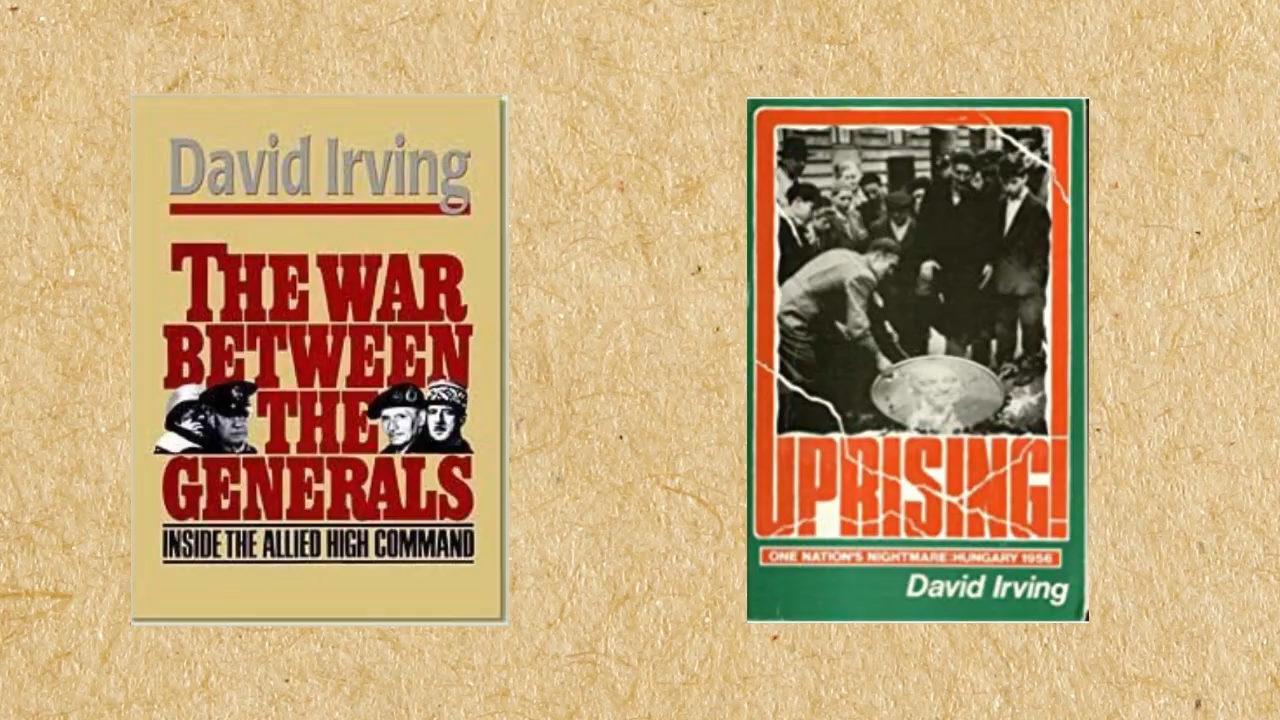 David Irving
THE WAR
BETWEEN
THE
GENERALS
INSIDE THE ALLIED HIGH COMMAND
UPRISING!
ONE NATION'S NIGHTMARE:HUNGARY 1956
David Irving